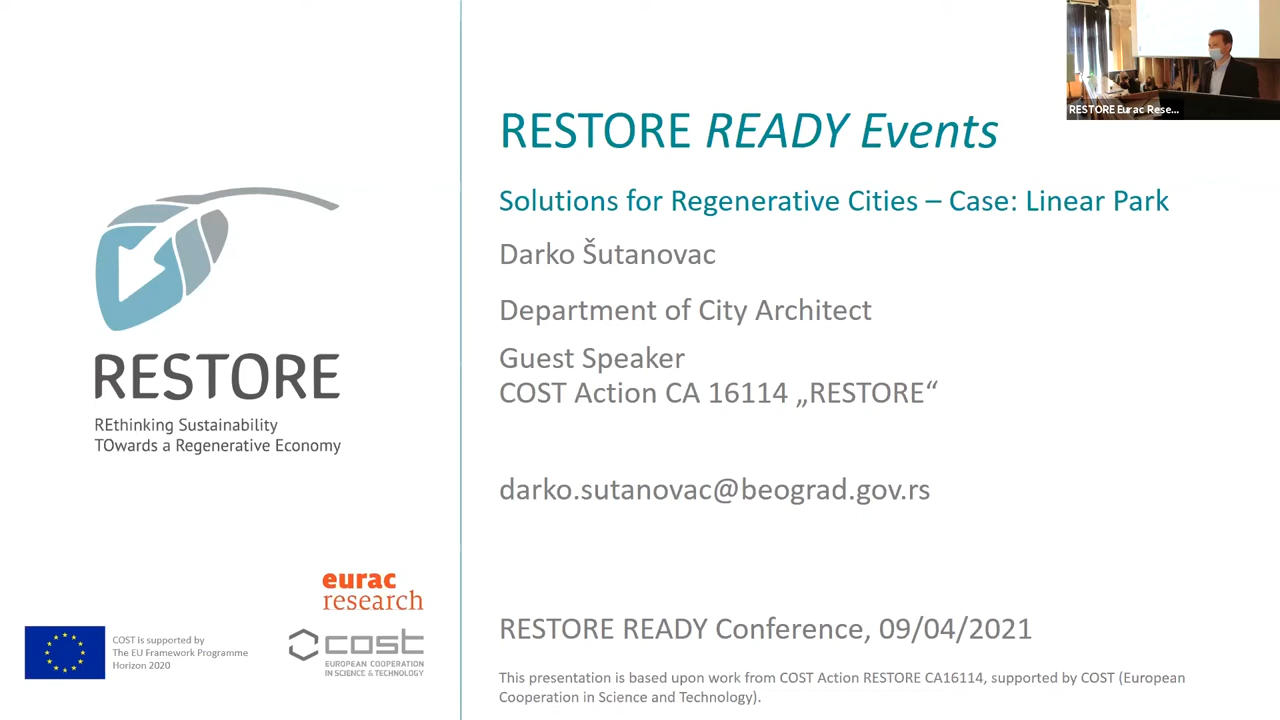 RESTORE Eurac Rese...
RESTORE READY Events
Solutions for Regenerative Cities – Case: Linear Park
Darko Šutanovac
Department of City Architect
Guest Speaker
COST Action CA 16114 „RESTORE“
darko.sutanovac@beograd.gov.rs
RESTORE READY Conference, 09/04/2021
This presentation is based upon work from COST Action RESTORE CA16114, supported by COST (European
Cooperation in Science and Technology).
RESTORE
REthinking Sustainability
TOwards a Regenerative Economy
eurac
research
COST is supported by
The EU Framework Programme
Horizon 2020
cost
EUROPEAN COOPERATION
IN SCIENCE & TECHNOLOGY